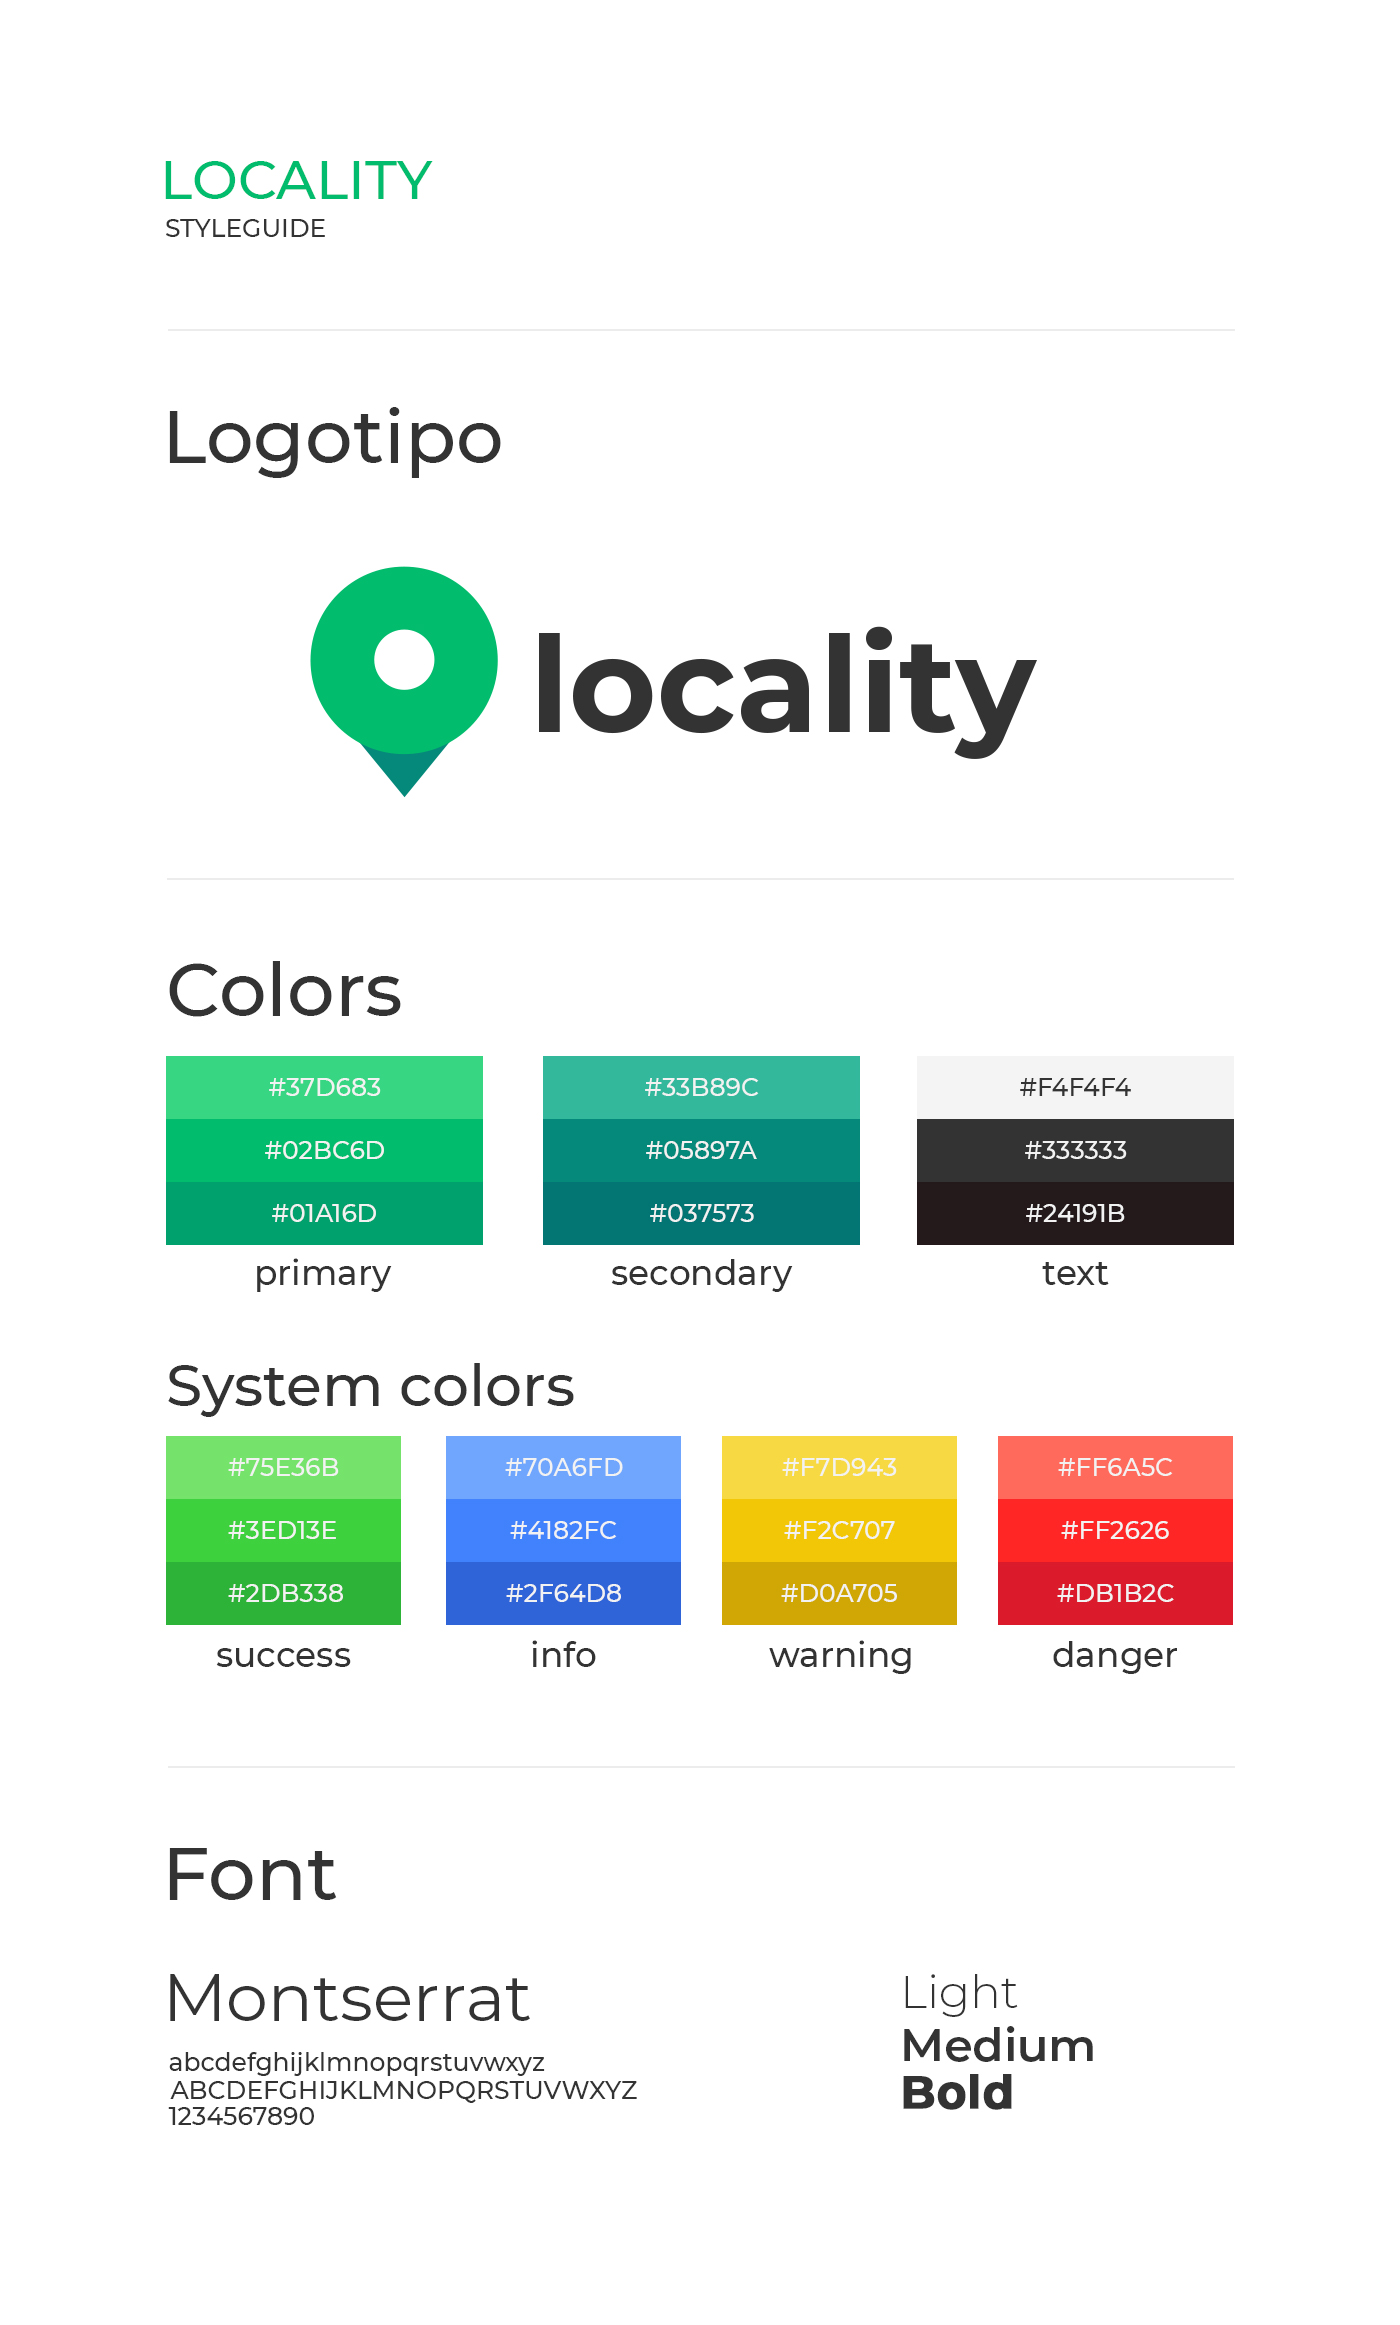 LOCALITY
STYLEGUIDE
Logotipo
locality
Colors
#37D683
#02BC6D
#01A16D
primary
#33B89C
#05897A
#037573
secondary
#F4F4F4
#333333
#24191B
text
System colors
#75E36B
#3ED13E
#2DB338
success
#70A6FD
#4182FC
#2F64D8
info
#F7D943
#F2C707
#D0A705
warning
#FF6A5C
#FF2626
#DB1B2C
danger
Font
Montserrat
abcdefghijklmnopqrstuvwxyz
ABCDEFGHIJKLMNOPQRSTUVWXYZ
1234567890
Light
Medium
Bold